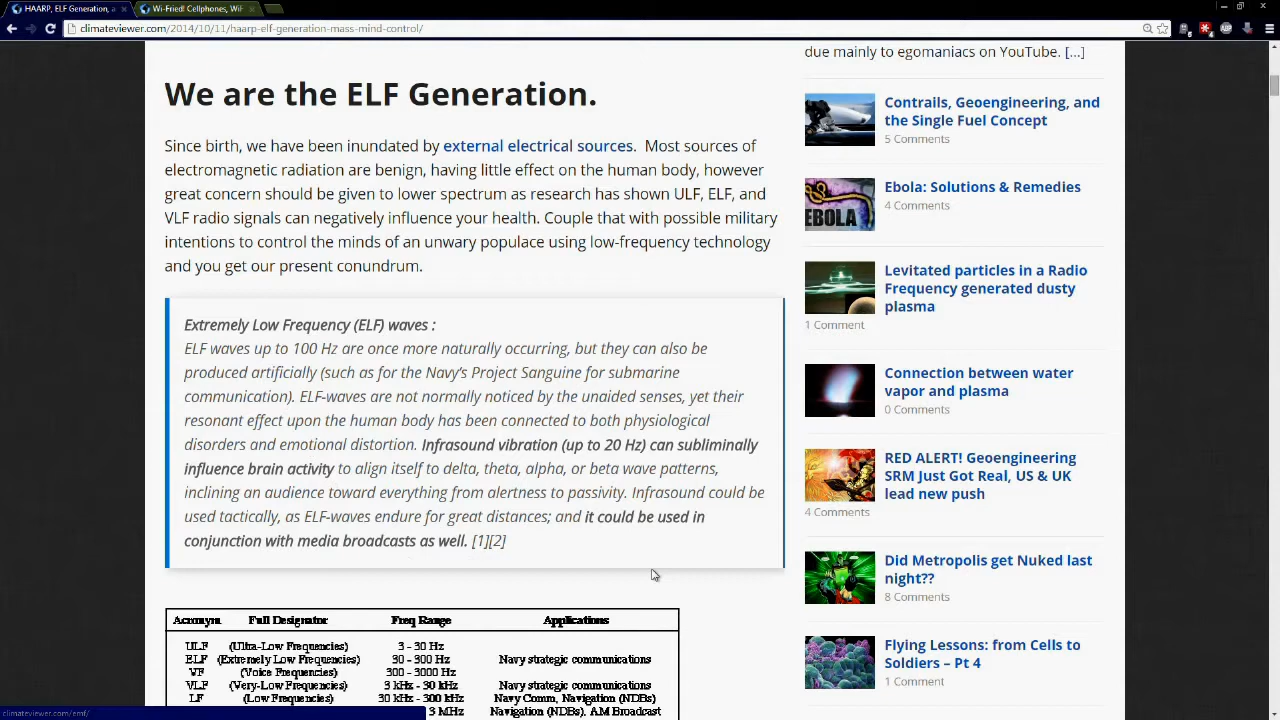 HAARP, ELF Generation, a
Wi-Fried! Cellphones, WiF
climateviewer.com/2014/10/11/haarp-elf-generation-mass-mind-control/
We are the ELF Generation.
Since birth, we have been inundated by external electrical sources. Most sources of
electromagnetic radiation are benign, having little effect on the human body, however
great concern should be given to lower spectrum as research has shown ULF, ELF, and
VLF radio signals can negatively influence your health. Couple that with possible military
intentions to control the minds of an unwary populace using low-frequency technology
and you get our present conundrum.
Extremely Low Frequency (ELF) waves :
ELF waves up to 100 Hz are once more naturally occurring, but they can also be
produced artificially (such as for the Navy's Project Sanguine for submarine
communication). ELF-waves are not normally noticed by the unaided senses, yet their
resonant effect upon the human body has been connected to both physiological
disorders and emotional distortion. Infrasound vibration (up to 20 Hz) can subliminally
influence brain activity to align itself to delta, theta, alpha, or beta wave patterns,
inclining an audience toward everything from alertness to passivity. Infrasound could be
used tactically, as ELF-waves endure for great distances; and it could be used in
conjunction with media broadcasts as well. [1][2]
Acronym Full Designator Freq Range Applications
ULF (Ultra-Low Frequencies) 3 - 30 Hz
ELF (Extremely Low Frequencies) 30 - 300 Hz Navy strategic communications
VF (Voice Frequencies) 300 - 3000 Hz
VLF (Very-Low Frequencies) 3 kHz - 30 kHz Navy strategic communications
LF (Low Frequencies) 30 kHz - 300 kHz Navy Comm, Navigation (NDBs)
3 MHz Navigation (NDBs), AM Broadcast
due mainly to egomaniacs on YouTube. [...]
Contrails, Geoengineering, and
the Single Fuel Concept
5 Comments
EBOLA
Ebola: Solutions & Remedies
4 Comments
Levitated particles in a Radio
Frequency generated dusty
plasma
1 Comment
Connection between water
vapor and plasma
0 Comments
RED ALERT! Geoengineering
SRM Just Got Real, US & UK
lead new push
4 Comments
Did Metropolis get Nuked last
night??
8 Comments
Flying Lessons: from Cells to
Soldiers – Pt 4
1 Comment
climateviewer.com/emf/